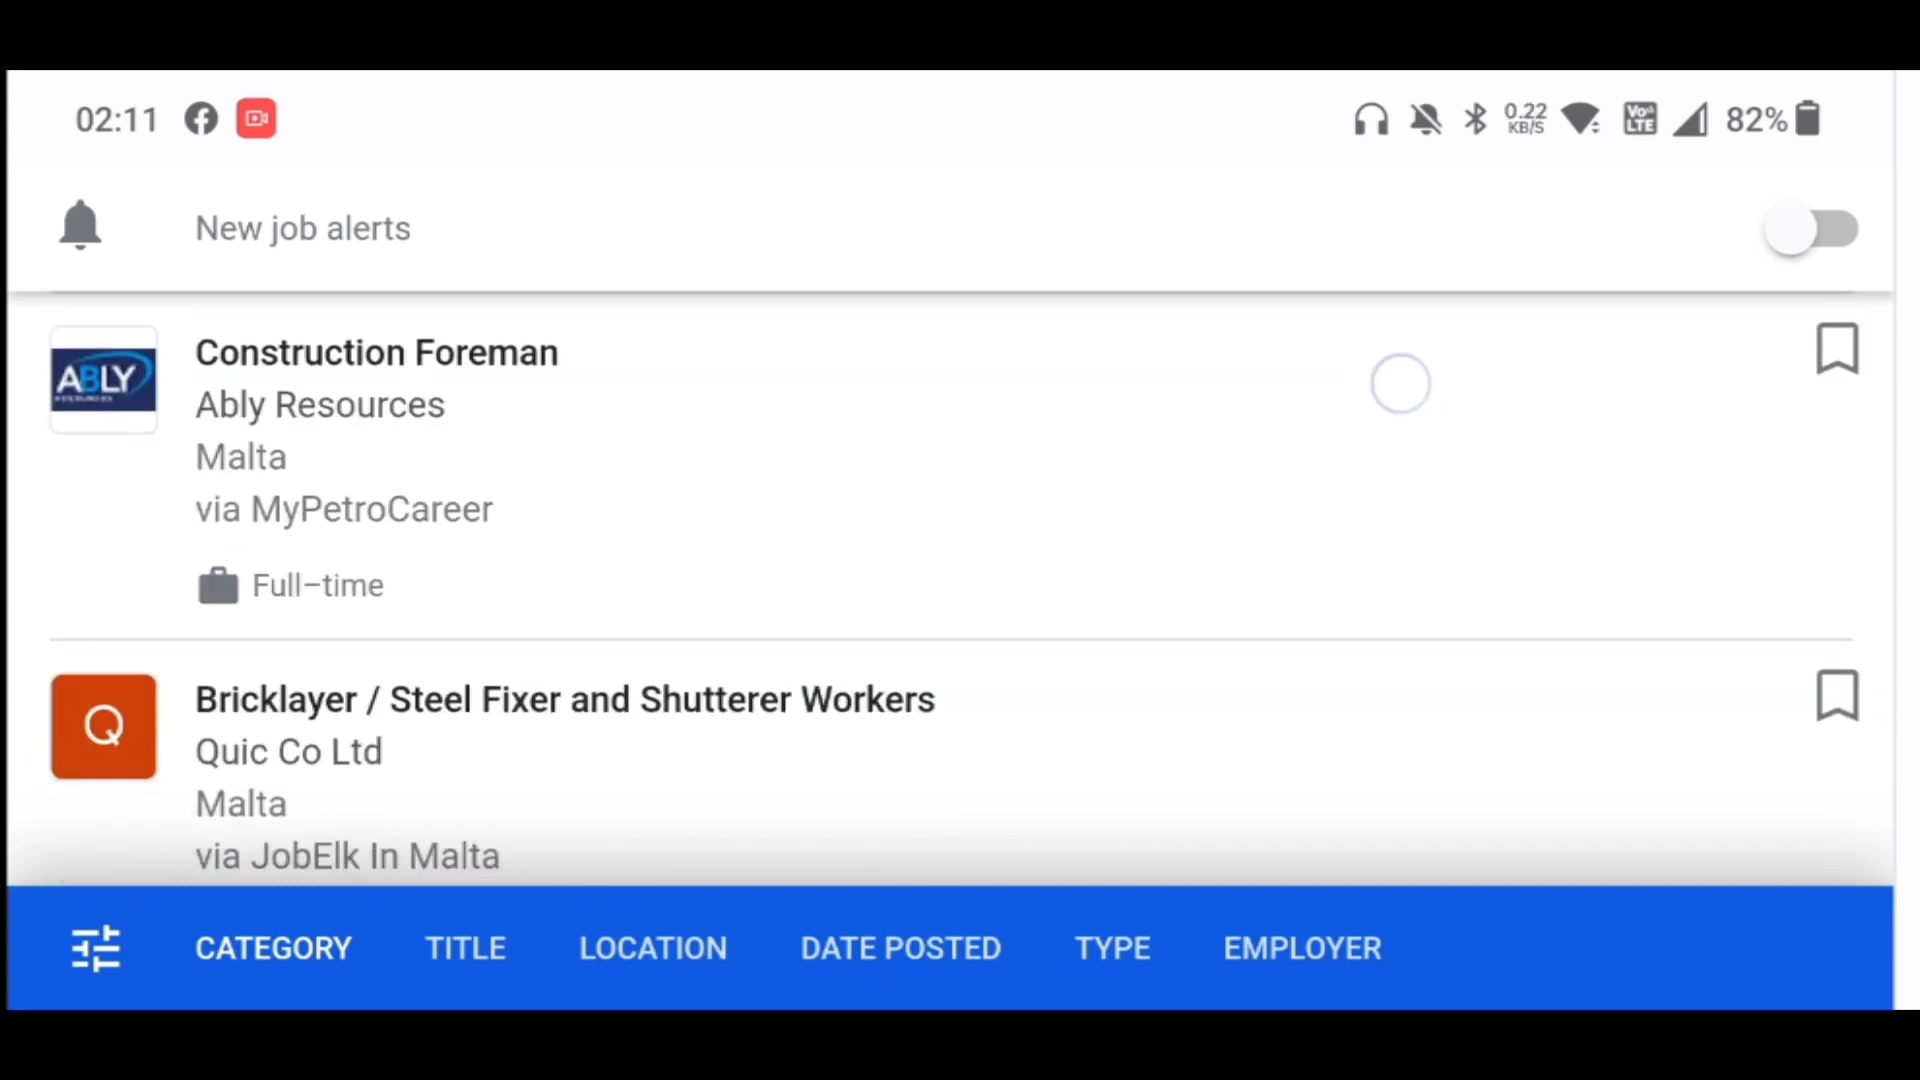 02:11
0.22
KB/S
Vo))
LTE
82%
New job alerts
ABLY
Construction Foreman
Ably Resources
Malta
via MyPetroCareer
Full-time
Q
Bricklayer / Steel Fixer and Shutterer Workers
Quic Co Ltd
Malta
via JobElk In Malta
CATEGORY TITLE LOCATION DATE POSTED TYPE EMPLOYER